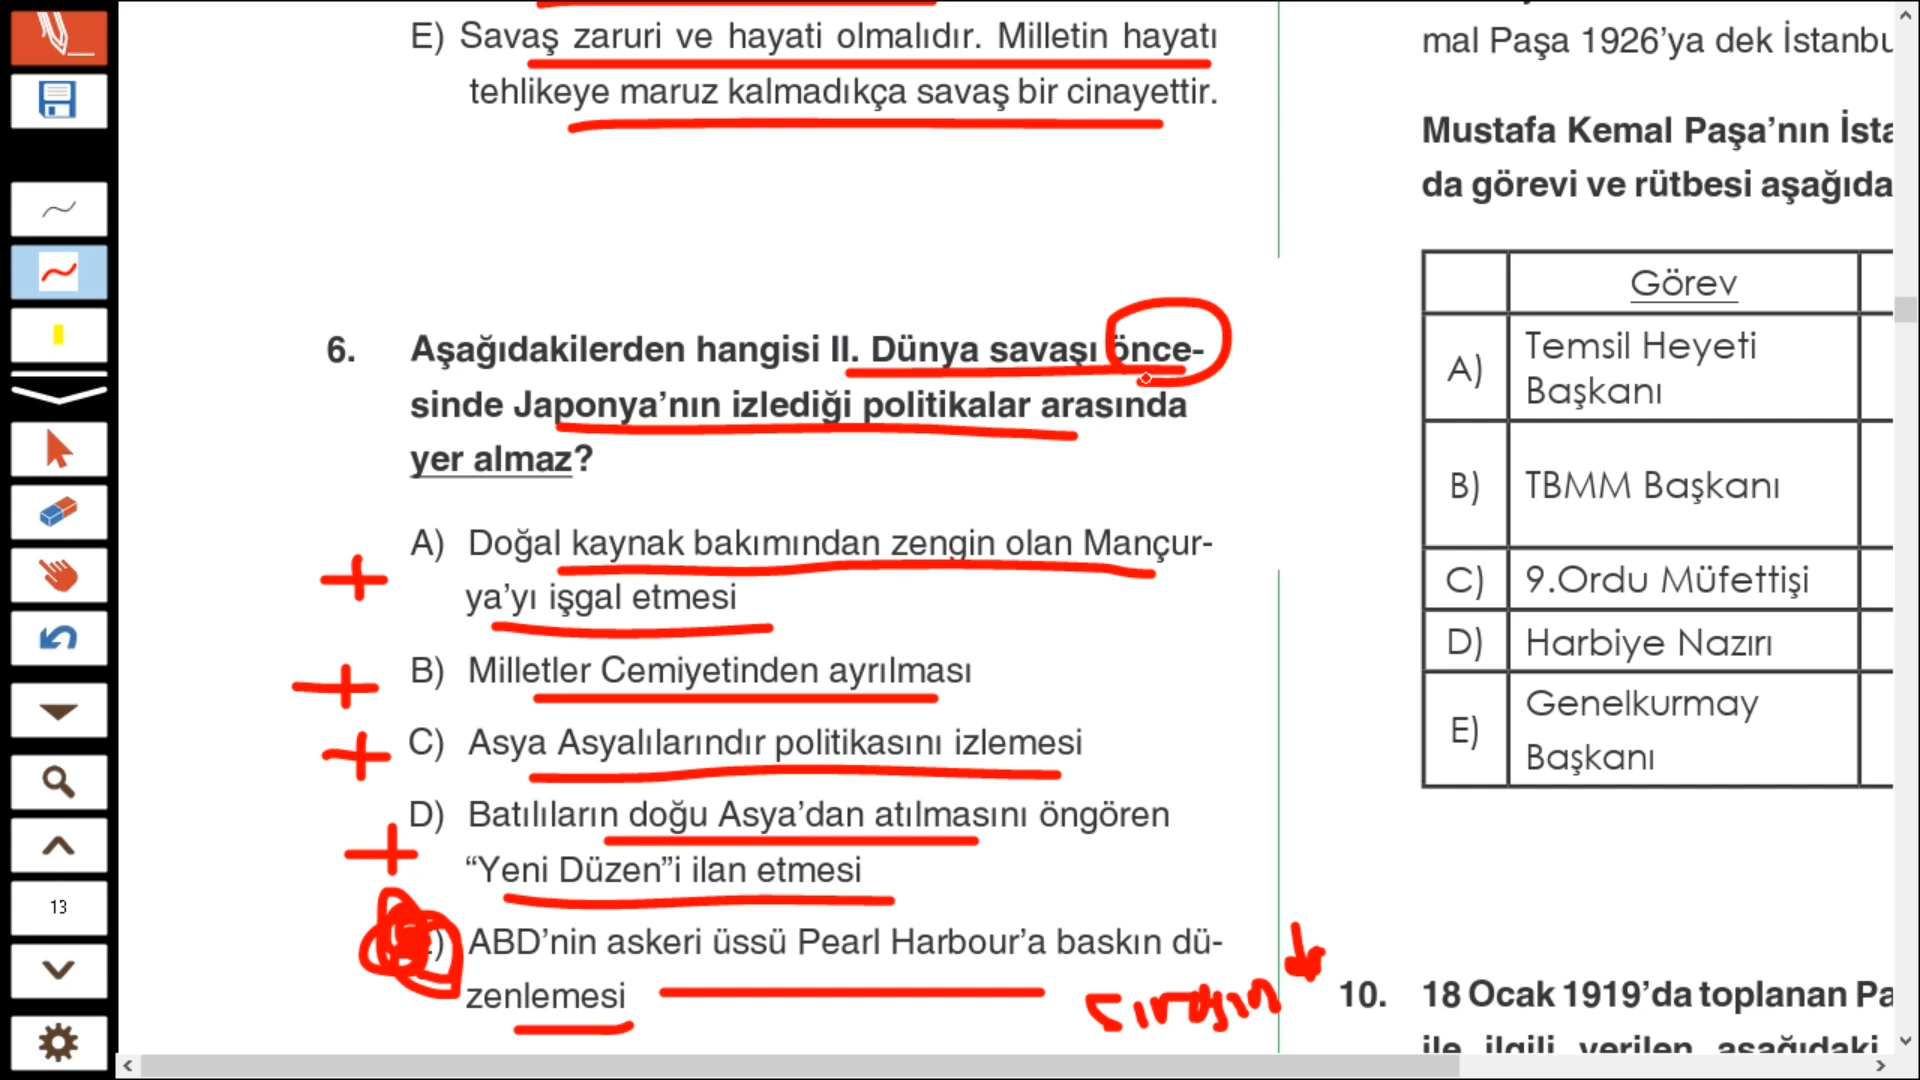 E) Savaş zaruri ve hayati olmalıdır. Milletin hayatı
tehlikeye maruz kalmadıkça savaş bir cinayettir.
6. Aşağıdakilerden hangisi II. Dünya savaşı önce-
sinde Japonya’nın izlediği politikalar arasında
yer almaz?
A) Doğal kaynak bakımından zengin olan Mançur-
ya’yı işgal etmesi
B) Milletler Cemiyetinden ayrılması
C) Asya Asyalılarındır politikasını izlemesi
D) Batılıların doğu Asya’dan atılmasını öngören
“Yeni Düzen”i ilan etmesi
ABD’nin askeri üssü Pearl Harbour’a baskın dü-
zenlemesi
mal Paşa 1926’ya dek İstanbu
Mustafa Kemal Paşa’nın İsta
da görevi ve rütbesi aşağıda
Görev
A) Temsil Heyeti
Başkanı
B) TBMM Başkanı
C) 9.Ordu Müfettişi
D) Harbiye Nazırı
E) Genelkurmay
Başkanı
10. 18 Ocak 1919’da toplanan Pa
ile ilgili verilen aşağıdaki
13